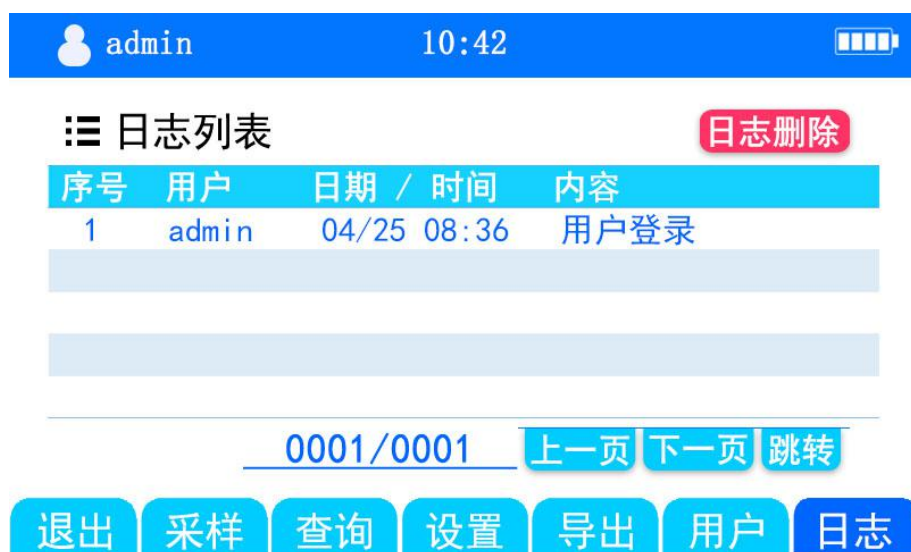 admin 10:42
日志列表 日志删除
序号 用户 日期 / 时间 内容
1 admin 04/25 08:36 用户登录
0001/0001 上一页 下一页 跳转
退出 采样 查询 设置 导出 用户 日志